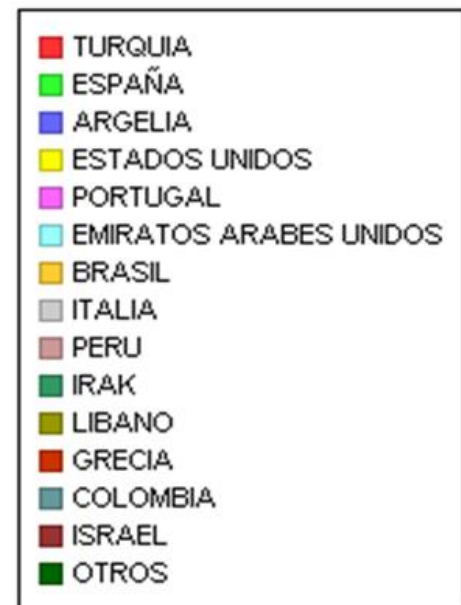 TURQUIA
ESPAÑA
ARGELIA
ESTADOS UNIDOS
PORTUGAL
EMIRATOS ARABES UNIDOS
BRASIL
ITALIA
PERU
IRAK
LIBANO
GRECIA
COLOMBIA
ISRAEL
OTROS